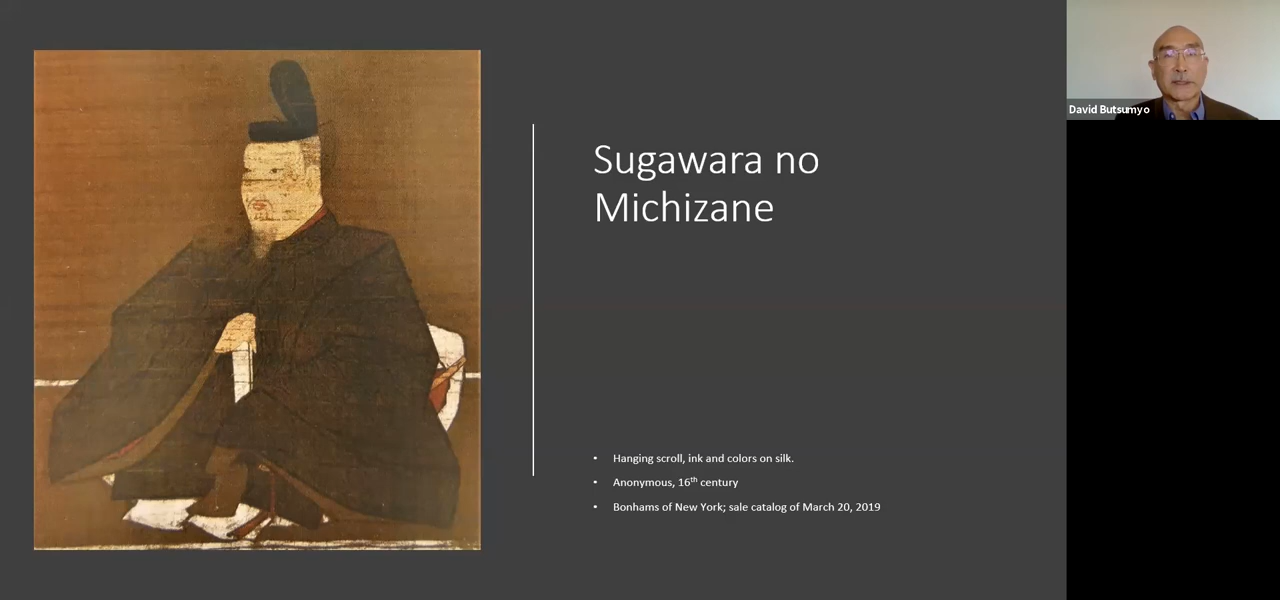 Sugawara no
Michizane
• Hanging scroll, ink and colors on silk.
• Anonymous, 16th century
• Bonhams of New York; sale catalog of March 20, 2019
David Butsumyo